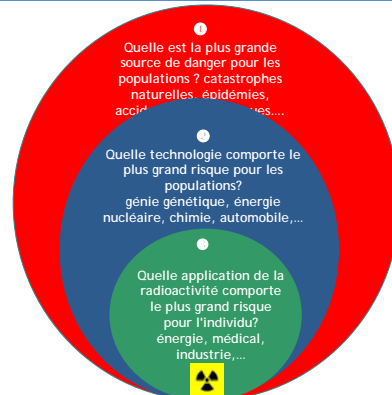 1
Quelle est la plus grande
source de danger pour les
populations ? catastrophes
naturelles, épidémies,
2
Quelle technologie comporte le
plus grand risque pour les
populations?
génie génétique, énergie
nucléaire, chimie, automobile,...
3
Quelle application de la
radioactivité comporte
le plus grand risque
pour l'individu?
énergie, médical,
industrie,...